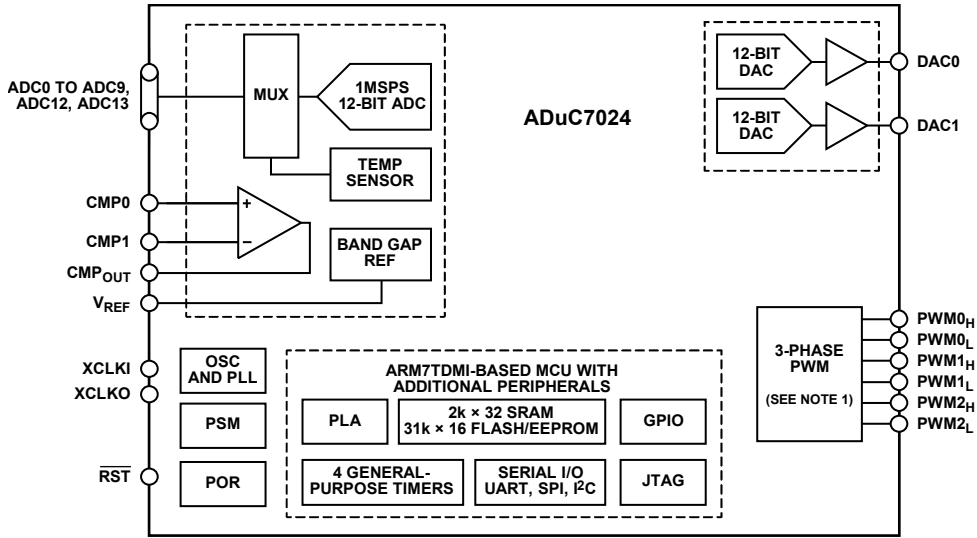 ADC0 TO ADC9,
ADC12, ADC13
MUX
1MSPS
12-BIT ADC
TEMP
SENSOR
CMP0
CMP1
CMPOUT
VREF
+
−
BAND GAP
REF
ADuC7024
12-BIT
DAC
12-BIT
DAC
DAC0
DAC1
XCLKI
XCLKO
RST
OSC
AND PLL
PSM
POR
ARM7TDMI-BASED MCU WITH
ADDITIONAL PERIPHERALS
PLA
2k × 32 SRAM
31k × 16 FLASH/EEPROM
GPIO
4 GENERAL-
PURPOSE TIMERS
SERIAL I/O
UART, SPI, I2C
JTAG
3-PHASE
PWM
(SEE NOTE 1)
PWM0H
PWM0L
PWM1H
PWM1L
PWM2H
PWM2L